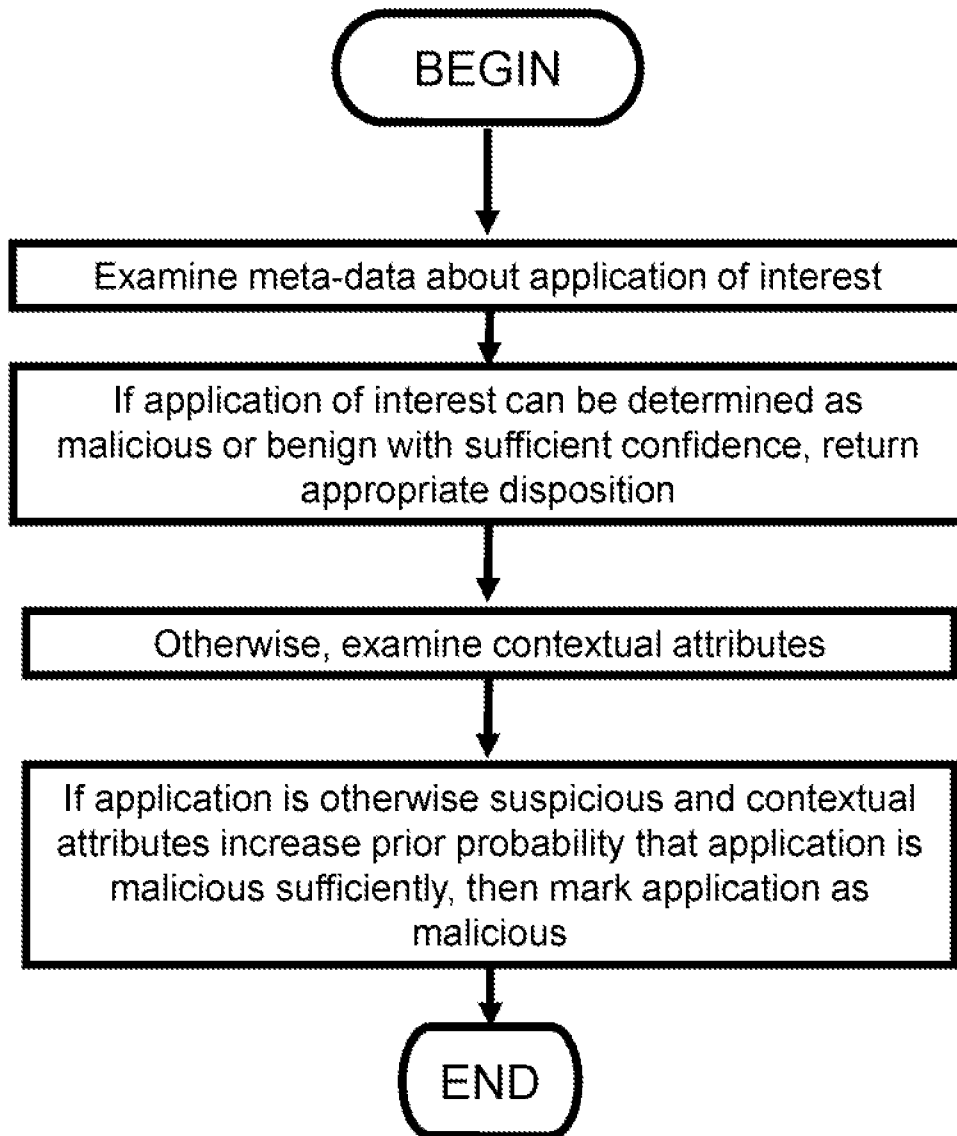 BEGIN
Examine meta-data about application of interest
If application of interest can be determined as
malicious or benign with sufficient confidence, return
appropriate disposition
Otherwise, examine contextual attributes
If application is otherwise suspicious and contextual
attributes increase prior probability that application is
malicious sufficiently, then mark application as
malicious
END